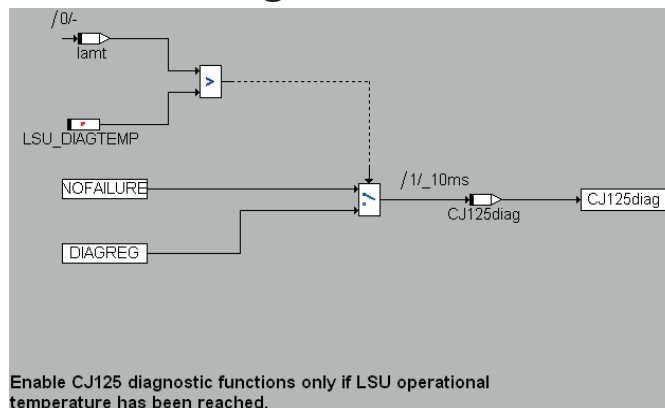 /0/-
lamt
>
LSU_DIAGTEMP
NOFAILURE
/1/_10ms
CJ125diag
CJ125diag
DIAGREG
Enable CJ125 diagnostic functions only if LSU operational
temperature has been reached.